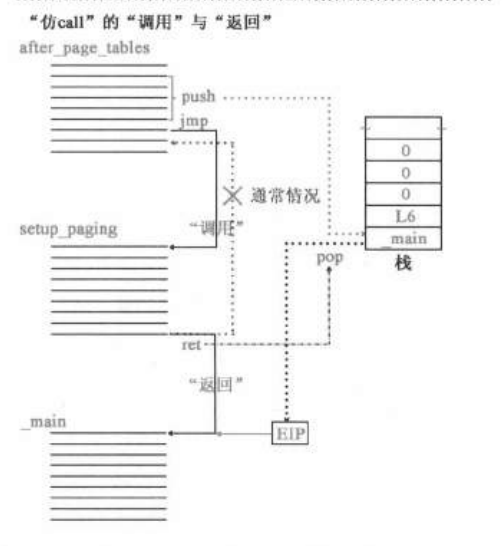 “仿call”的“调用”与“返回”
after_page_tables
push
jmp
0
0
0
L6
_main
栈
通常情况
“调用”
setup_paging
pop
ret
“返回”
_main
EIP